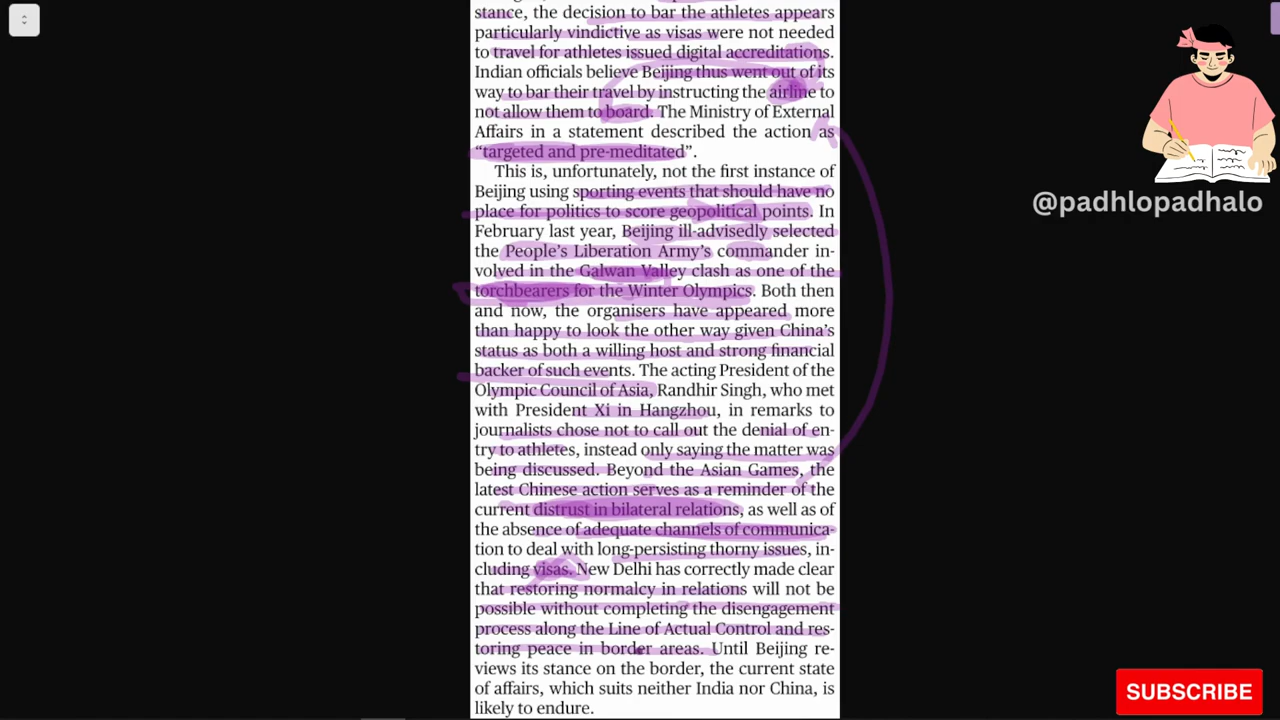 stance, the decision to bar the athletes appears
particularly vindictive as visas were not needed
to travel for athletes issued digital accreditations.
Indian officials believe Beijing thus went out of its
way to bar their travel by instructing the airline to
not allow them to board. The Ministry of External
Affairs in a statement described the action as
“targeted and pre-meditated”.
This is, unfortunately, not the first instance of
Beijing using sporting events that should have no
place for politics to score geopolitical points. In
February last year, Beijing ill-advisedly selected
the People’s Liberation Army’s commander in-
volved in the Galwan Valley clash as one of the
torchbearers for the Winter Olympics. Both then
and now, the organisers have appeared more
than happy to look the other way given China’s
status as both a willing host and strong financial
backer of such events. The acting President of the
Olympic Council of Asia, Randhir Singh, who met
with President Xi in Hangzhou, in remarks to
journalists chose not to call out the denial of en-
try to athletes, instead only saying the matter was
being discussed. Beyond the Asian Games, the
latest Chinese action serves as a reminder of the
current distrust in bilateral relations, as well as of
the absence of adequate channels of communica-
tion to deal with long-persisting thorny issues, in-
cluding visas. New Delhi has correctly made clear
that restoring normalcy in relations will not be
possible without completing the disengagement
process along the Line of Actual Control and res-
toring peace in border areas. Until Beijing re-
views its stance on the border, the current state
of affairs, which suits neither India nor China, is
likely to endure.
@padhlopadhalo
SUBSCRIBE